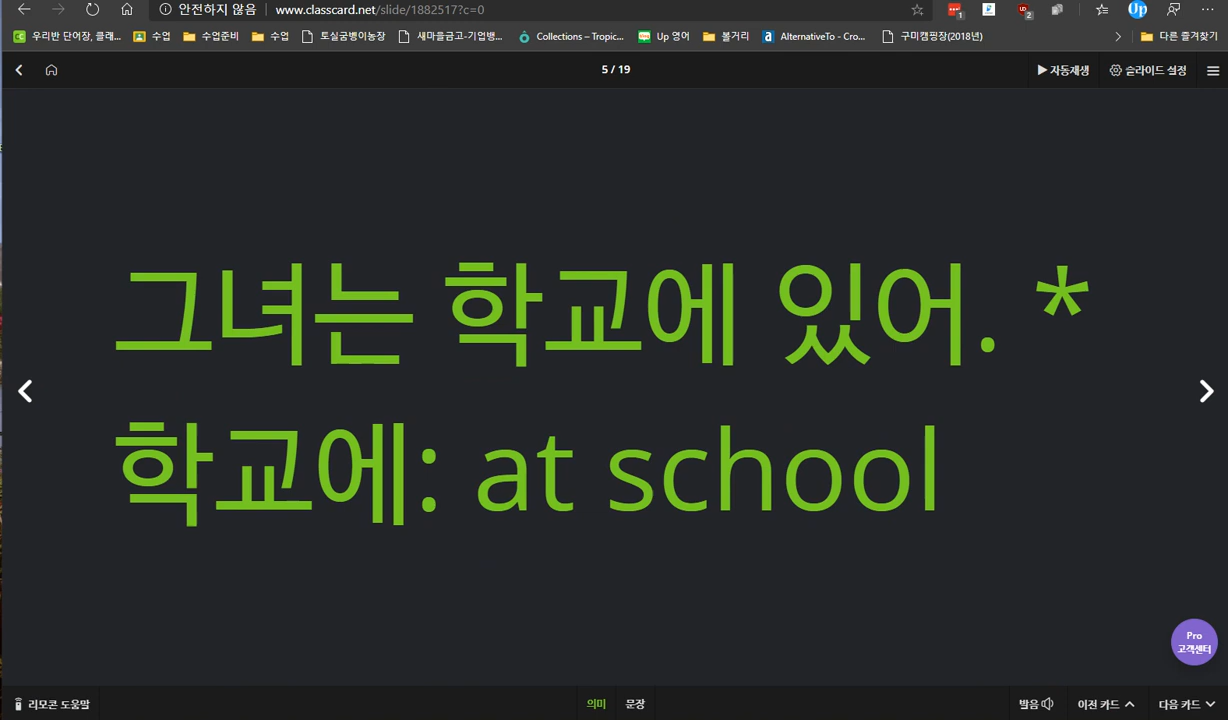 안전하지 않음
www.classcard.net/slide/1882517?c=0
우리반 단어장, 클래...
수업
수업준비
수업
토실굼벵이농장
새마을금고-기업뱅...
Collections – Tropic...
Up 영어
볼거리
AlternativeTo - Cro...
구미캠핑장(2018년)
다른 즐겨찾기
5 / 19
자동재생
슬라이드 설정
그녀는 학교에 있어. *
학교에: at school
Pro
고객센터
리모콘 도움말
의미
문장
발음
이전 카드
다음 카드